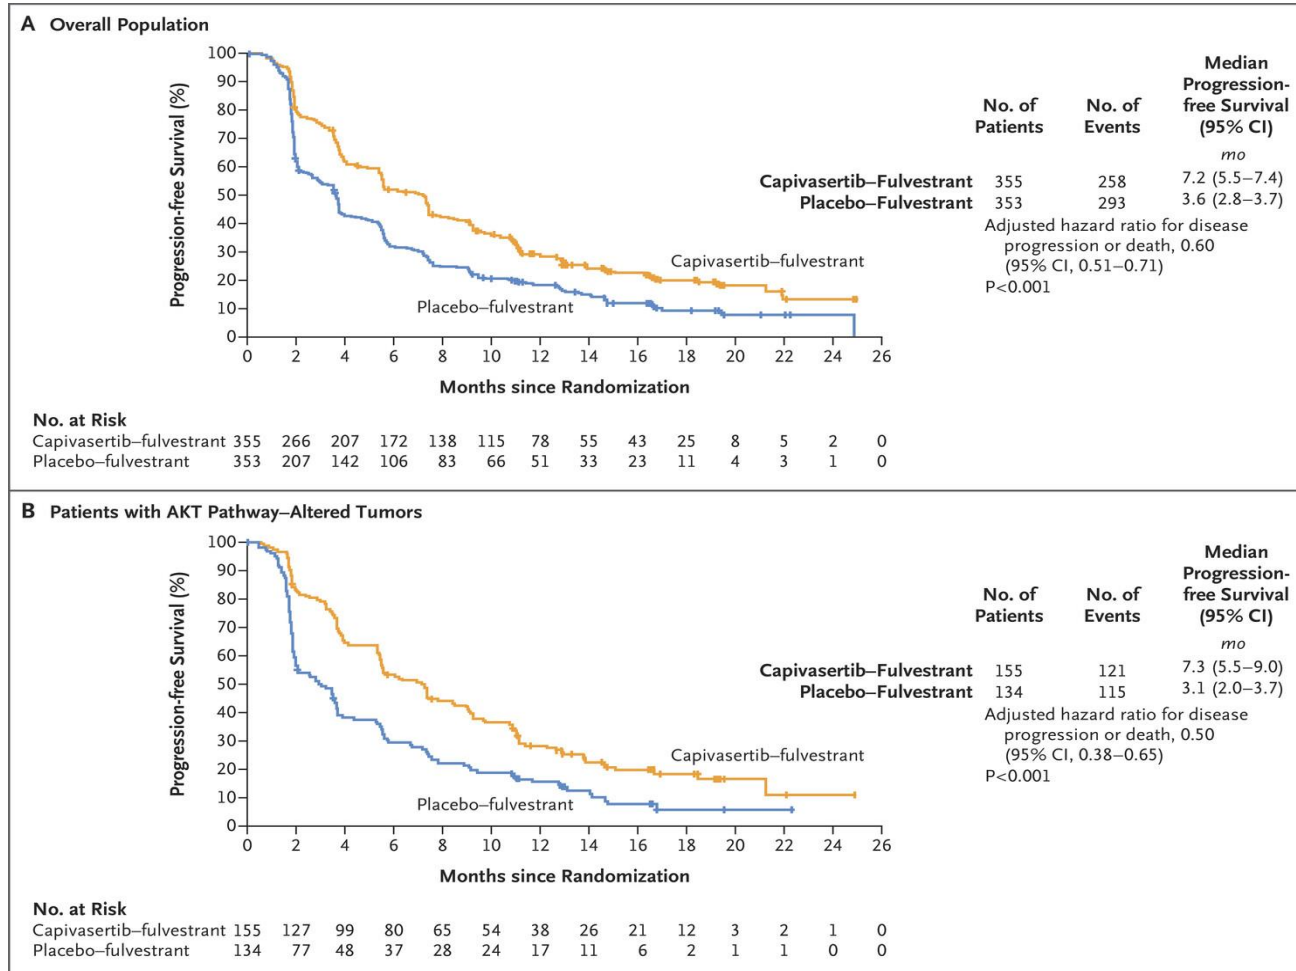 A Overall Population
Progression-free Survival (%)
100
90
80
70
60
50
40
30
20
10
0
0 2 4 6 8 10 12 14 16 18 20 22 24 26
Months since Randomization
Capivasertib–fulvestrant
Placebo–fulvestrant
Median
Progression-
No. of No. of free Survival
Patients Events (95% CI)
mo
Capivasertib–Fulvestrant 355 258 7.2 (5.5–7.4)
Placebo–Fulvestrant 353 293 3.6 (2.8–3.7)
Adjusted hazard ratio for disease
progression or death, 0.60
(95% CI, 0.51–0.71)
P<0.001
No. at Risk
Capivasertib–fulvestrant 355 266 207 172 138 115 78 55 43 25 8 5 2 0
Placebo–fulvestrant 353 207 142 106 83 66 51 33 23 11 4 3 1 0
B Patients with AKT Pathway–Altered Tumors
Progression-free Survival (%)
100
90
80
70
60
50
40
30
20
10
0
0 2 4 6 8 10 12 14 16 18 20 22 24 26
Months since Randomization
Capivasertib–fulvestrant
Placebo–fulvestrant
Median
Progression-
No. of No. of free Survival
Patients Events (95% CI)
mo
Capivasertib–Fulvestrant 155 121 7.3 (5.5–9.0)
Placebo–Fulvestrant 134 115 3.1 (2.0–3.7)
Adjusted hazard ratio for disease
progression or death, 0.50
(95% CI, 0.38–0.65)
P<0.001
No. at Risk
Capivasertib–fulvestrant 155 127 99 80 65 54 38 26 21 12 3 2 1 0
Placebo–fulvestrant 134 77 48 37 28 24 17 11 6 2 1 1 0 0